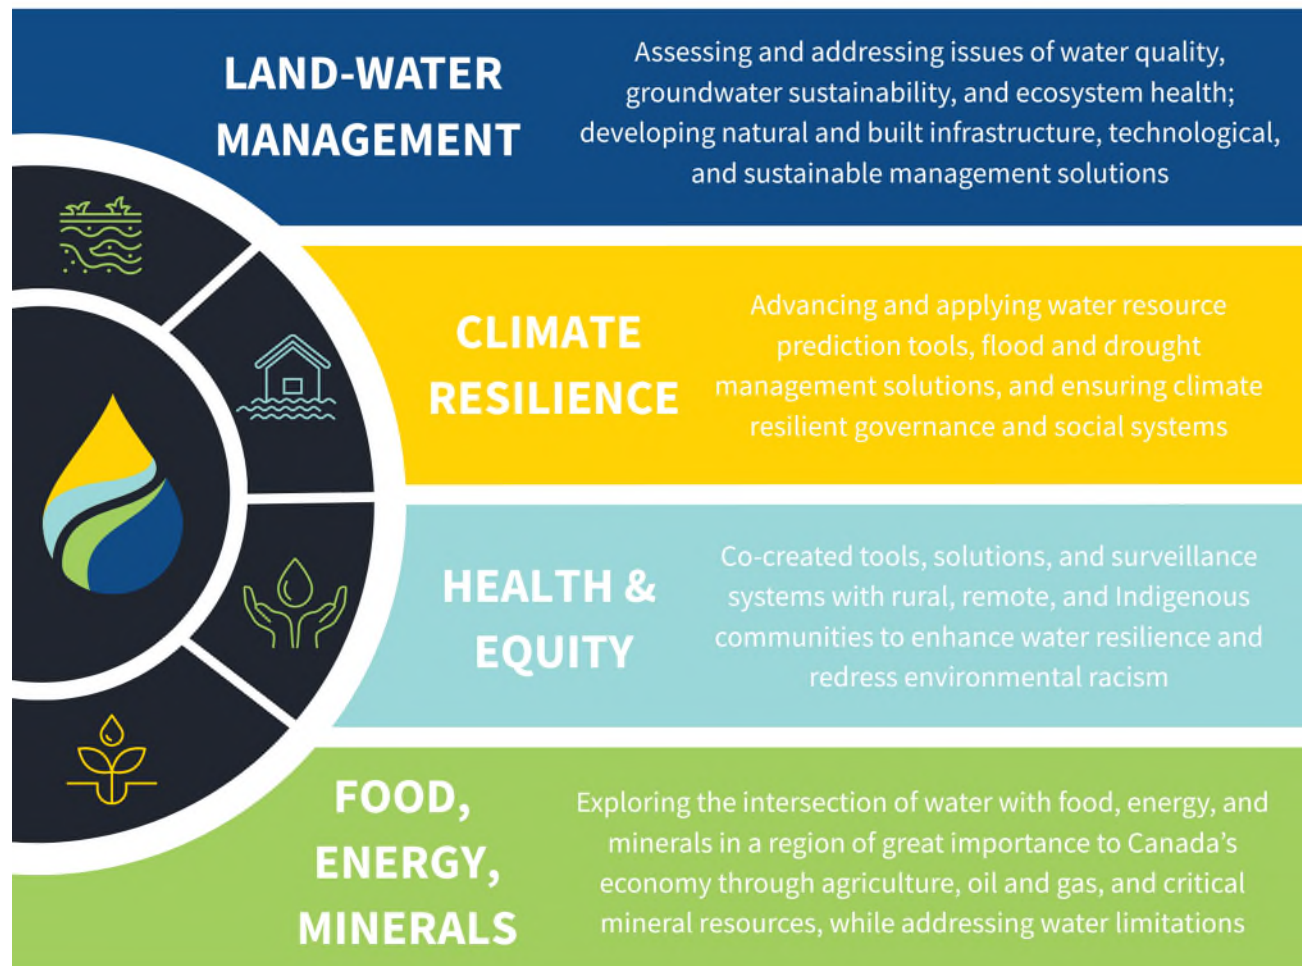 LAND-WATER
MANAGEMENT
Assessing and addressing issues of water quality,
groundwater sustainability, and ecosystem health;
developing natural and built infrastructure, technological,
and sustainable management solutions
CLIMATE
RESILIENCE
Advancing and applying water resource
prediction tools, flood and drought
management solutions, and ensuring climate
resilient governance and social systems
HEALTH &
EQUITY
Co-created tools, solutions, and surveillance
systems with rural, remote, and Indigenous
communities to enhance water resilience and
redress environmental racism
FOOD,
ENERGY,
MINERALS
Exploring the intersection of water with food, energy, and
minerals in a region of great importance to Canada's
economy through agriculture, oil and gas, and critical
mineral resources, while addressing water limitations